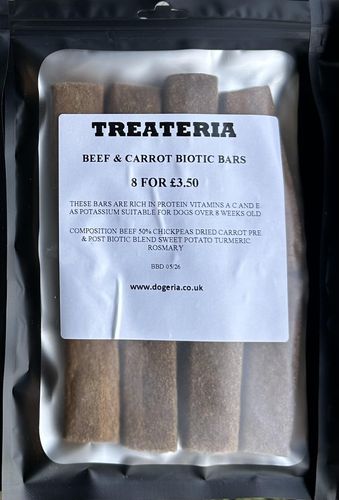 TREATERIA
BEEF & CARROT BIOTIC BARS
8 FOR £3.50
THESE BARS ARE RICH IN PROTEIN VITAMINS A C AND E
AS POTASSIUM SUITABLE FOR DOGS OVER 8 WEEKS OLD
COMPOSITION BEEF 50% CHICKPEAS DRIED CARROT PRE
& POST BIOTIC BLEND SWEET POTATO TURMERIC
ROSMARY
BBD 05/26
www.dogeria.co.uk